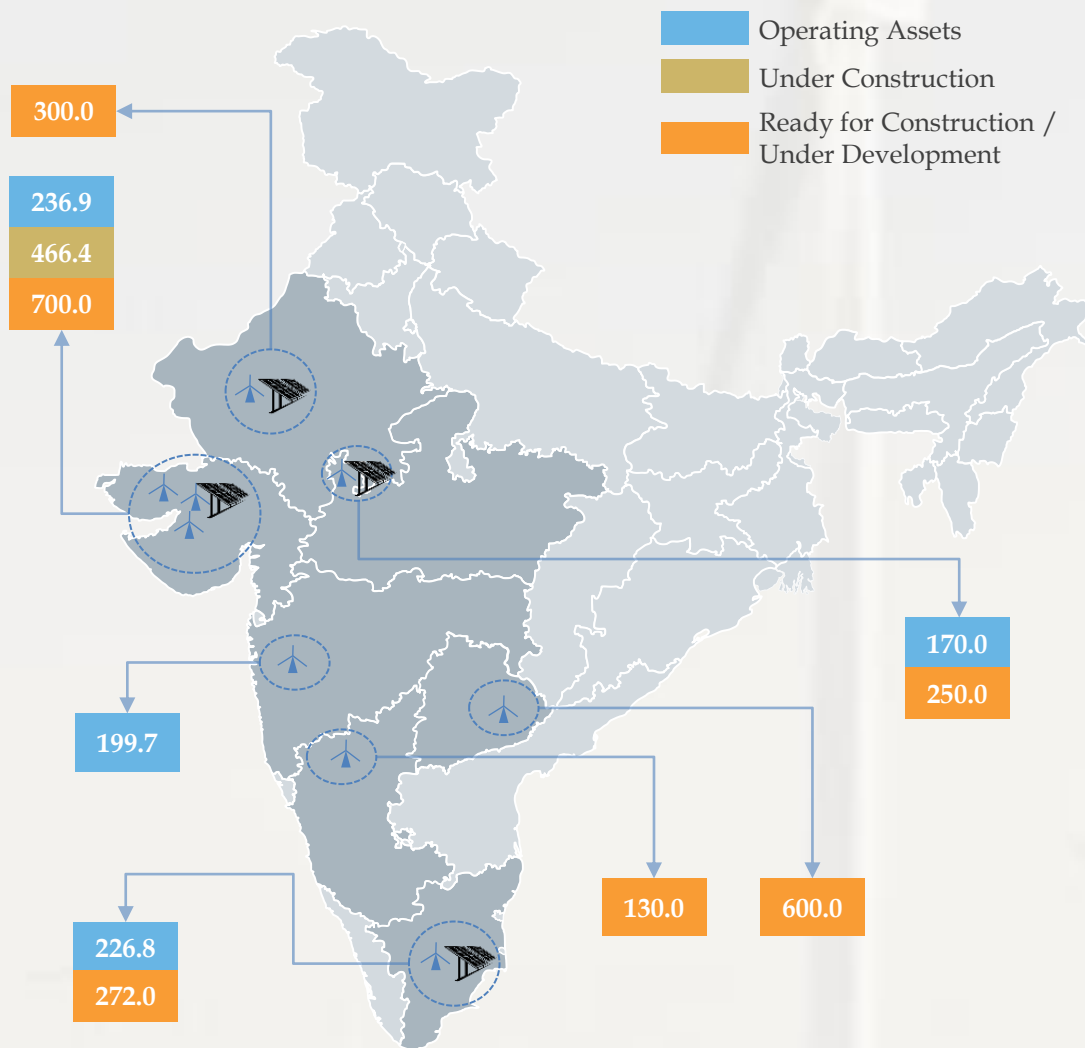 Operating Assets
Under Construction
Ready for Construction /
Under Development
300.0
236.9
466.4
700.0
170.0
250.0
199.7
130.0
600.0
226.8
272.0